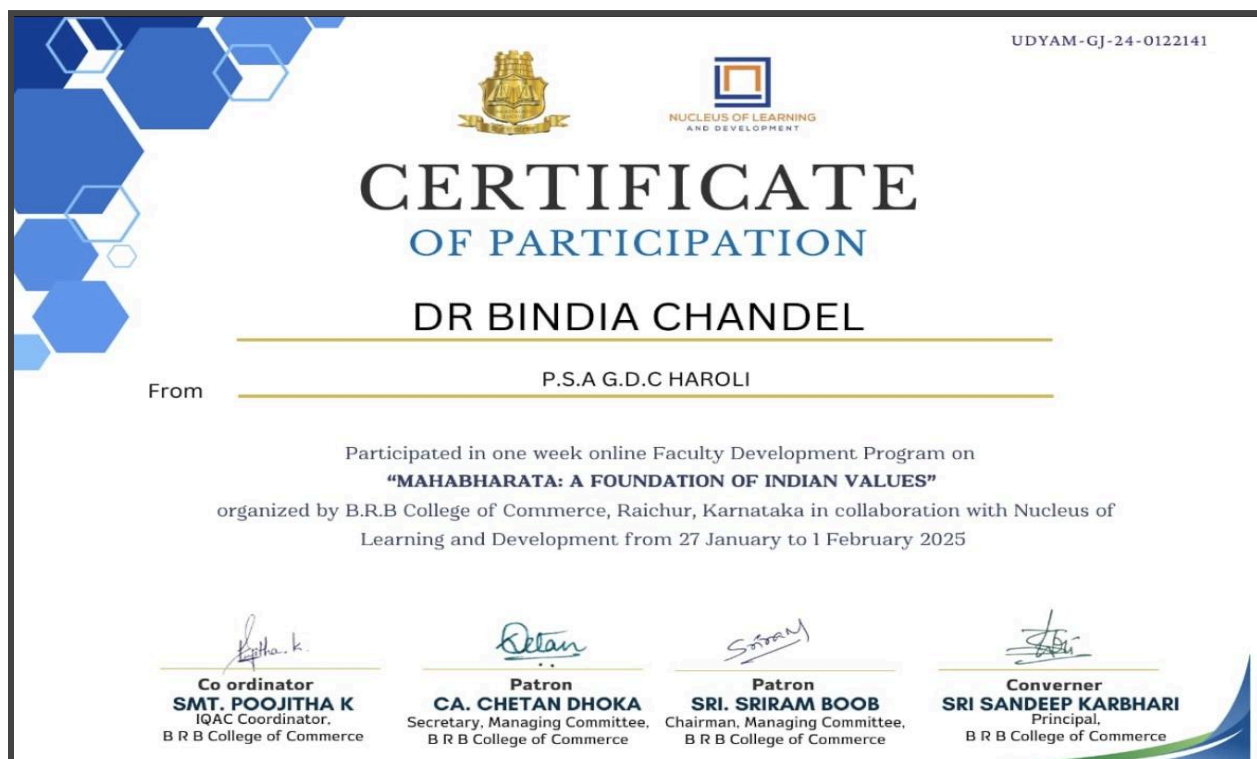 UDYAM-GJ-24-0122141
NUCLEUS OF LEARNING
AND DEVELOPMENT
CERTIFICATE
OF PARTICIPATION
DR BINDIA CHANDEL
From P.S.A G.D.C HAROLI
Participated in one week online Faculty Development Program on
“MAHABHARATA: A FOUNDATION OF INDIAN VALUES”
organized by B.R.B College of Commerce, Raichur, Karnataka in collaboration with Nucleus of
Learning and Development from 27 January to 1 February 2025
Co ordinator
SMT. POOJITHA K
IQAC Coordinator,
B R B College of Commerce
Patron
CA. CHETAN DHOKA
Secretary, Managing Committee,
B R B College of Commerce
Sriram
Patron
SRI. SRIRAM BOOB
Chairman, Managing Committee,
B R B College of Commerce
Converner
SRI SANDEEP KARBHARI
Principal,
B R B College of Commerce